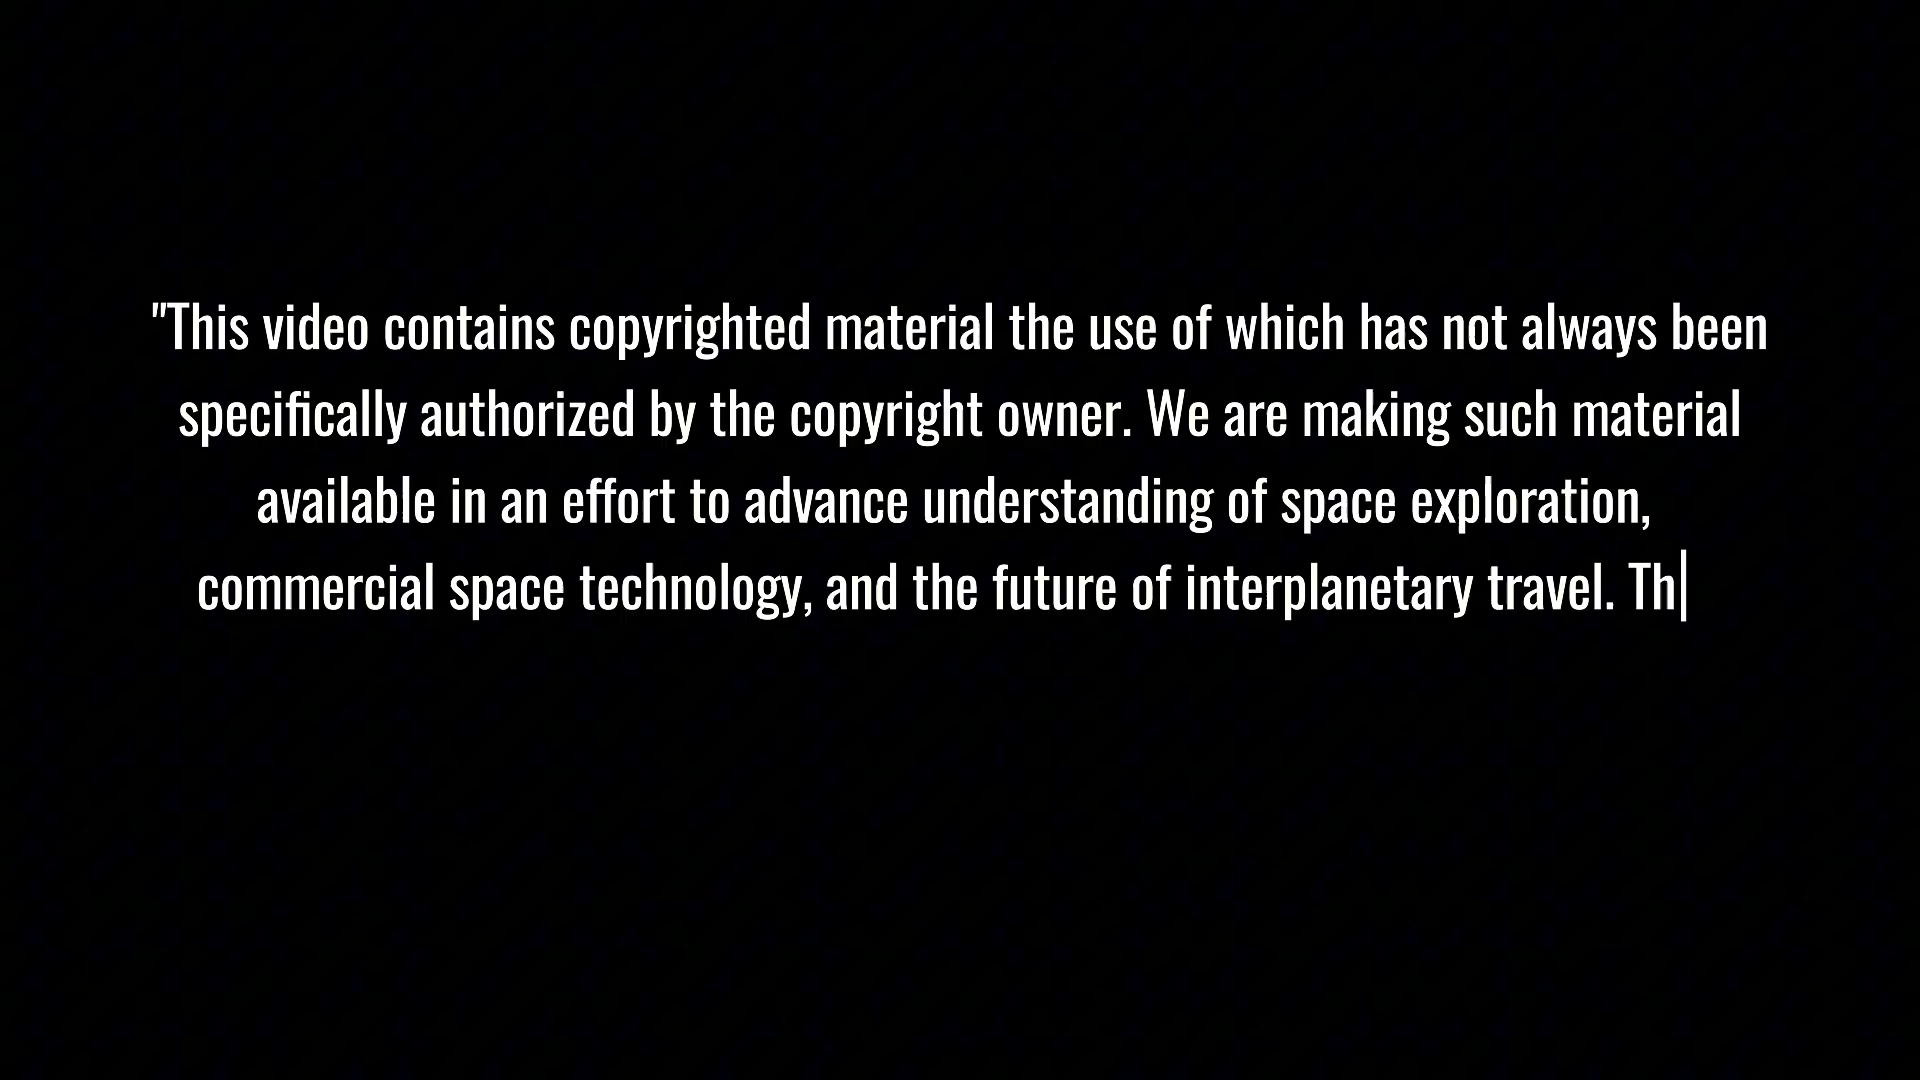 "This video contains copyrighted material the use of which has not always been
specifically authorized by the copyright owner. We are making such material
available in an effort to advance understanding of space exploration,
commercial space technology, and the future of interplanetary travel. Th